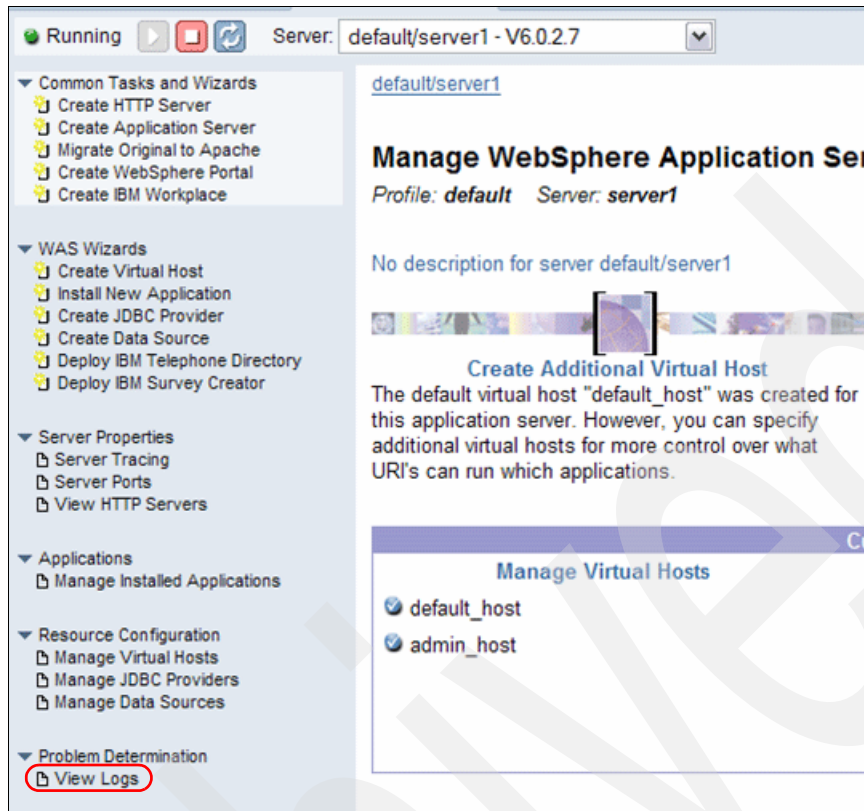 Running Server: default/server1 - V6.0.2.7
Common Tasks and Wizards
Create HTTP Server
Create Application Server
Migrate Original to Apache
Create WebSphere Portal
Create IBM Workplace
WAS Wizards
Create Virtual Host
Install New Application
Create JDBC Provider
Create Data Source
Deploy IBM Telephone Directory
Deploy IBM Survey Creator
Server Properties
Server Tracing
Server Ports
View HTTP Servers
Applications
Manage Installed Applications
Resource Configuration
Manage Virtual Hosts
Manage JDBC Providers
Manage Data Sources
Problem Determination
View Logs
default/server1
Manage WebSphere Application Ser
Profile: default Server: server1
No description for server default/server1
Create Additional Virtual Host
The default virtual host "default_host" was created for
this application server. However, you can specify
additional virtual hosts for more control over what
URI's can run which applications.
Manage Virtual Hosts
default_host
admin_host